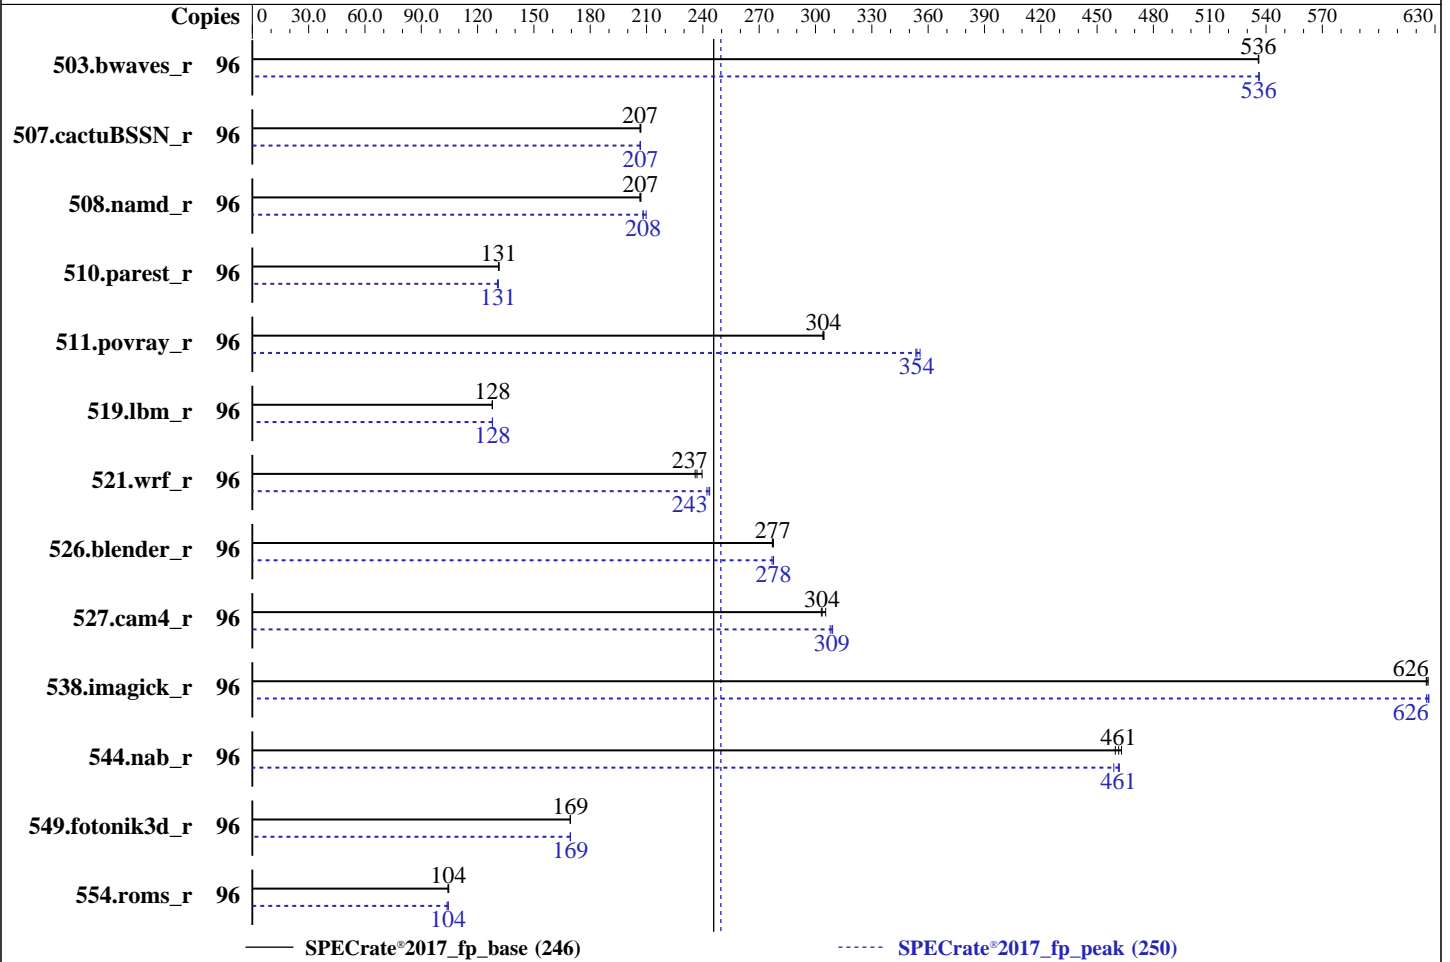 Copies 0 30.0 60.0 90.0 120 150 180 210 240 270 300 330 360 390 420 450 480 510 540 570 630
536
503.bwaves_r 96
536
207
507.cactuBSSN_r 96
207
207
508.namd_r 96
208
131
510.parest_r 96
131
304
511.povray_r 96
354
128
519.lbm_r 96
128
237
521.wrf_r 96
243
277
526.blender_r 96
278
304
527.cam4_r 96
309
626
538.imagick_r 96
626
461
544.nab_r 96
461
169
549.fotonik3d_r 96
169
104
554.roms_r 96
104
SPECrate®2017_fp_base (246) SPECrate®2017_fp_peak (250)